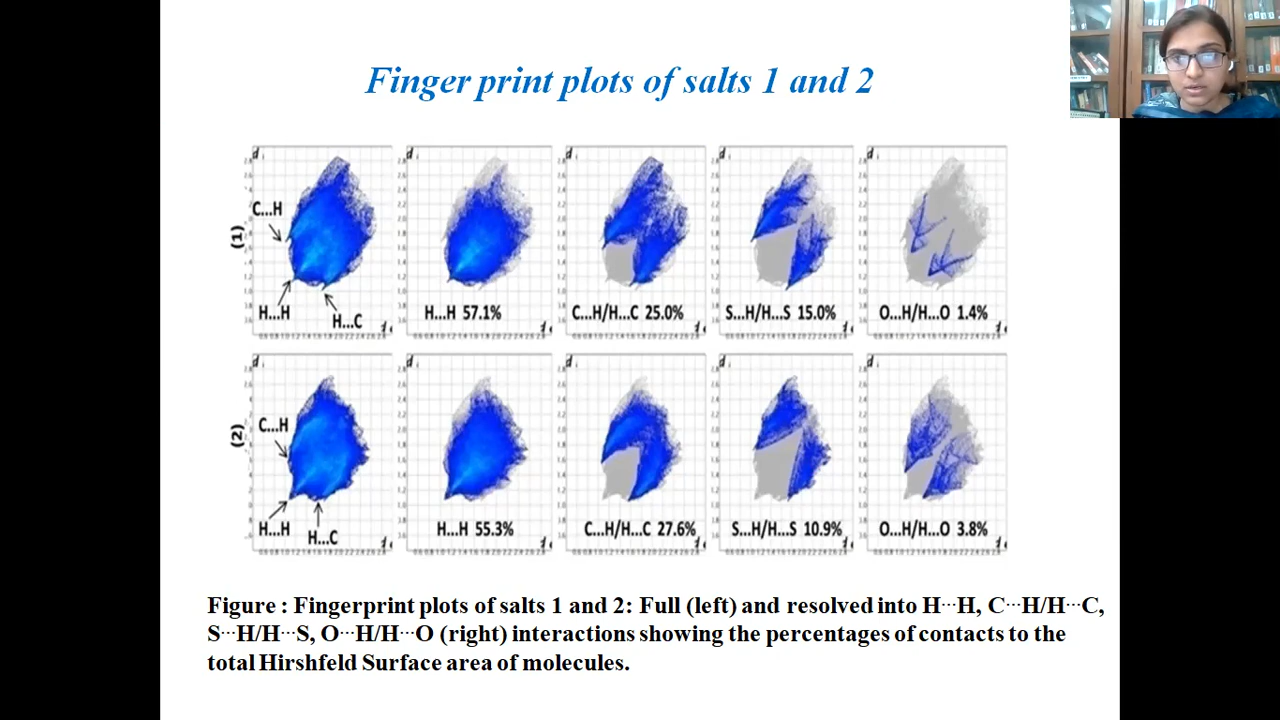 Finger print plots of salts 1 and 2
(1)
C...H
H...H
H...C
H...H 57.1%
C...H/H...C 25.0%
S...H/H...S 15.0%
O...H/H...O 1.4%
(2)
C...H
H...H
H...C
H...H 55.3%
C...H/H...C 27.6%
S...H/H...S 10.9%
O...H/H...O 3.8%
Figure : Fingerprint plots of salts 1 and 2: Full (left) and resolved into H···H, C···H/H···C,
S···H/H···S, O···H/H···O (right) interactions showing the percentages of contacts to the
total Hirshfeld Surface area of molecules.